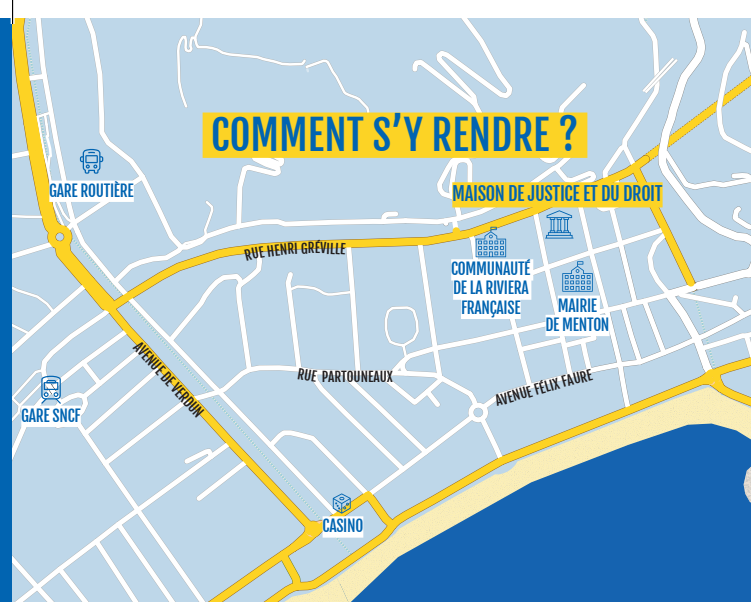 COMMENT S'Y RENDRE ?
GARE ROUTIÈRE
MAISON DE JUSTICE ET DU DROIT
RUE HENRI GRÉVILLE
COMMUNAUTÉ
DE LA RIVIERA
FRANÇAISE
MAIRIE
DE MENTON
AVENUE DE VERDUN
RUE PARTOUNEAUX
AVENUE FÉLIX FAURE
GARE SNCF
CASINO